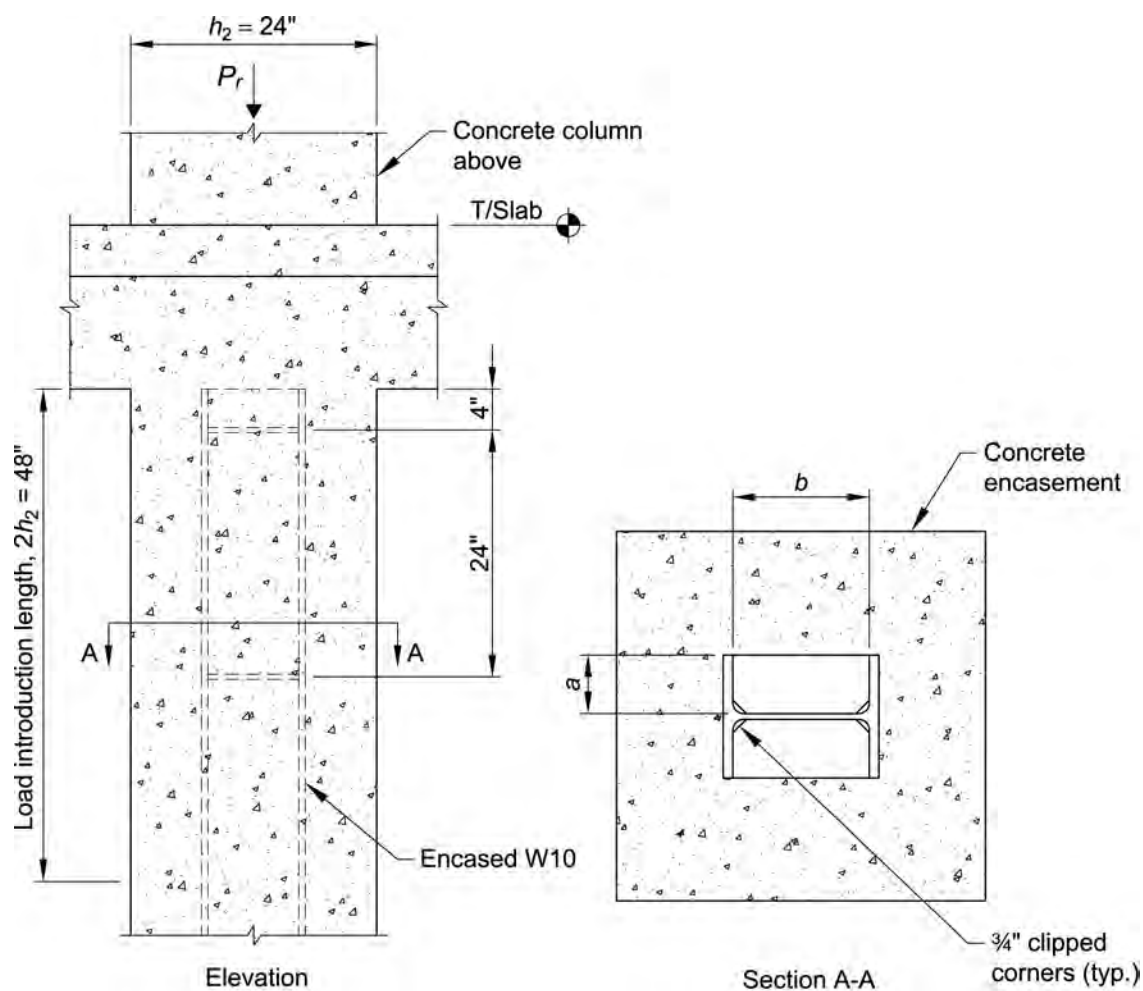 h₂ = 24"
Pᵣ
Concrete column
above
T/Slab
4"
24"
Load introduction length, 2h₂ = 48"
A
A
Encased W10
Elevation
Concrete
encasement
b
a
¾" clipped
corners (typ.)
Section A-A